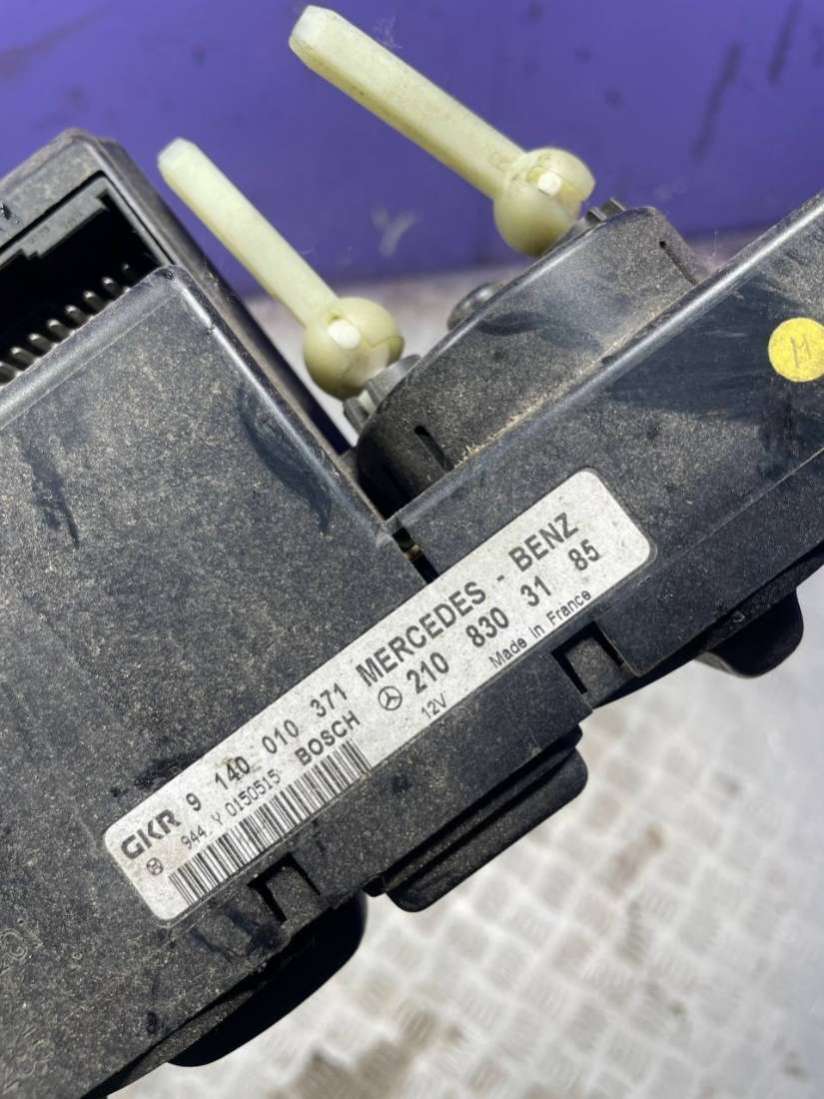 GKR 9 140 010 371 MERCEDES - BENZ
944 Y 0150515 BOSCH 210 830 31 85
12V Made in France
M